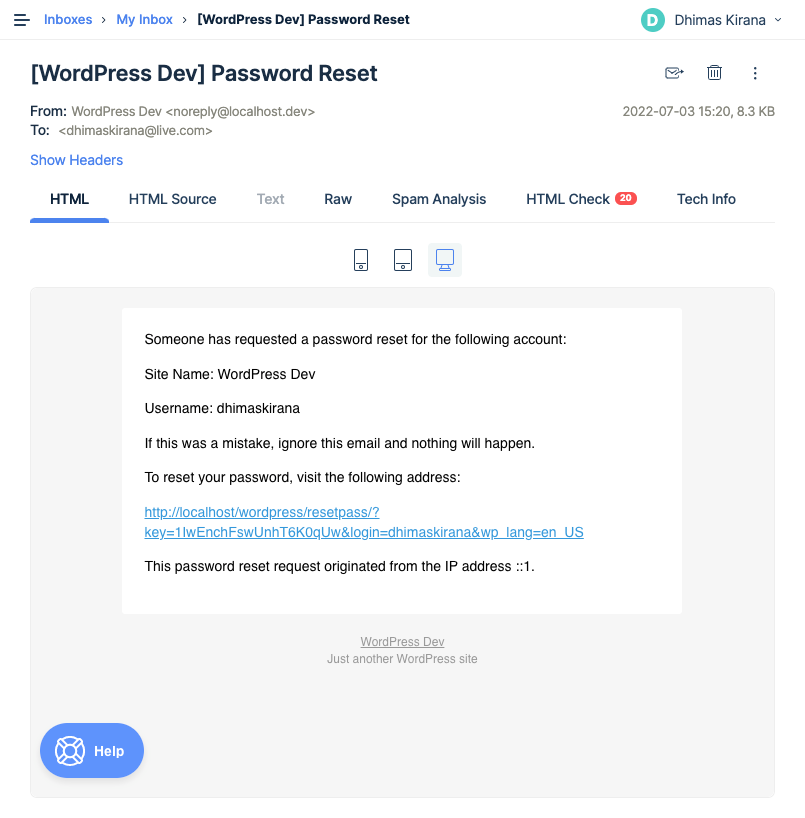 Inboxes › My Inbox › [WordPress Dev] Password Reset
D Dhimas Kirana
[WordPress Dev] Password Reset
From: WordPress Dev <noreply@localhost.dev>
2022-07-03 15:20, 8.3 KB
To: <dhimaskirana@live.com>
Show Headers
HTML HTML Source Text Raw Spam Analysis HTML Check 20 Tech Info
Someone has requested a password reset for the following account:
Site Name: WordPress Dev
Username: dhimaskirana
If this was a mistake, ignore this email and nothing will happen.
To reset your password, visit the following address:
http://localhost/wordpress/resetpass/?
key=1IwEnchFswUnhT6K0qUw&login=dhimaskirana&wp_lang=en_US
This password reset request originated from the IP address ::1.
WordPress Dev
Just another WordPress site
Help